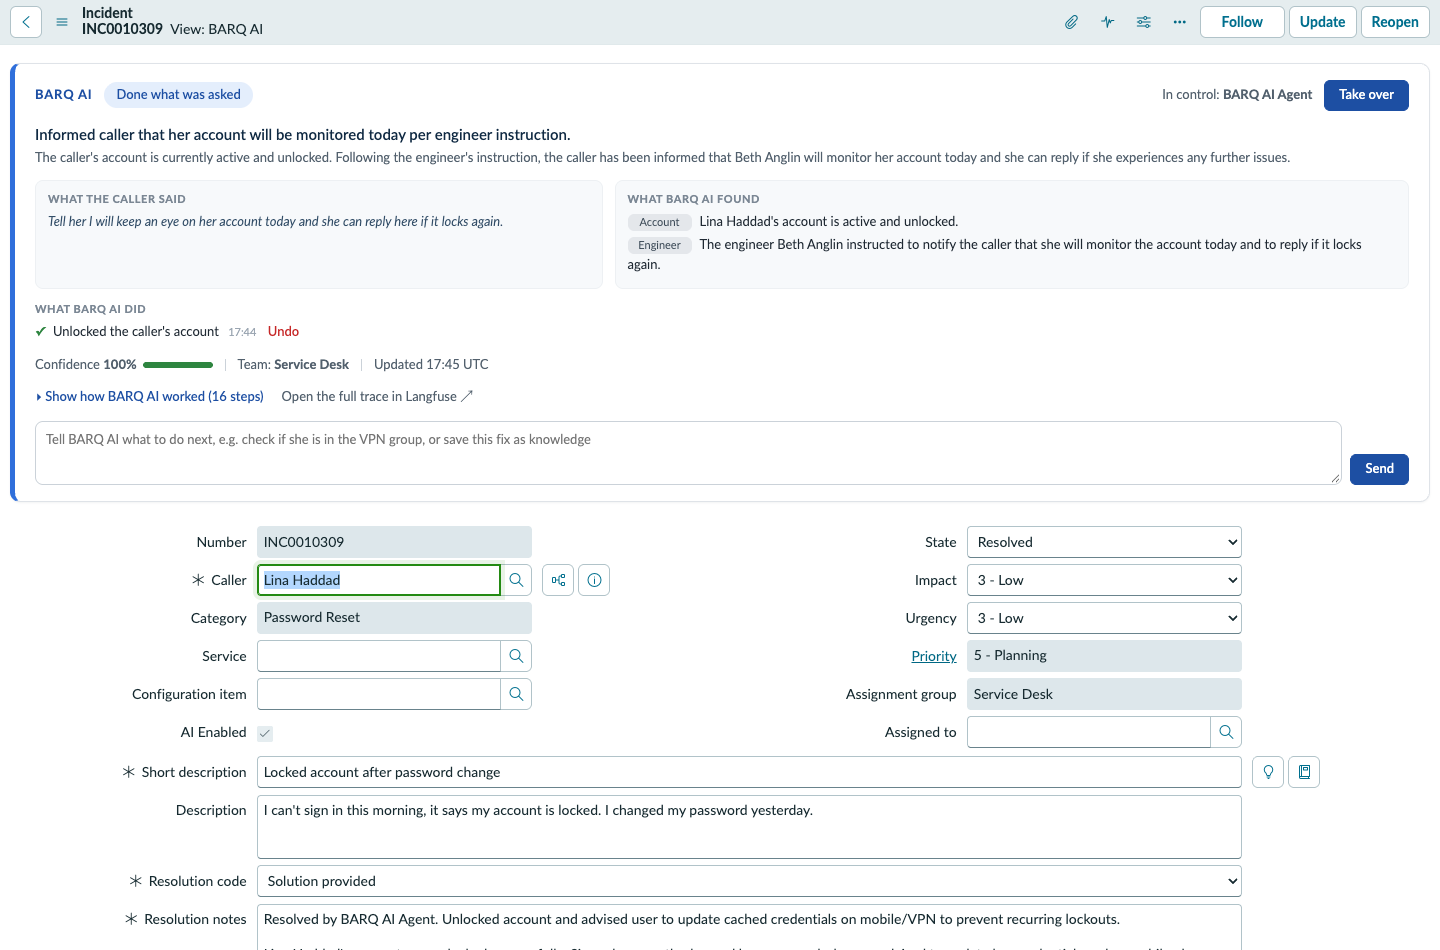 Incident
INC0010309 View: BARQ AI
Follow
Update
Reopen
BARQ AI
Done what was asked
In control: BARQ AI Agent
Take over
Informed caller that her account will be monitored today per engineer instruction.
The caller's account is currently active and unlocked. Following the engineer's instruction, the caller has been informed that Beth Anglin will monitor her account today and she can reply if she experiences any further issues.
WHAT THE CALLER SAID
Tell her I will keep an eye on her account today and she can reply here if it locks again.
WHAT BARQ AI FOUND
Account Lina Haddad's account is active and unlocked.
Engineer The engineer Beth Anglin instructed to notify the caller that she will monitor the account today and to reply if it locks
again.
WHAT BARQ AI DID
✔ Unlocked the caller's account 17:44 Undo
Confidence 100% | Team: Service Desk | Updated 17:45 UTC
Show how BARQ AI worked (16 steps) Open the full trace in Langfuse ↗
Tell BARQ AI what to do next, e.g. check if she is in the VPN group, or save this fix as knowledge
Send
Number INC0010309
State Resolved
Caller Lina Haddad
Impact 3 - Low
Category Password Reset
Urgency 3 - Low
Service
Priority 5 - Planning
Configuration item
Assignment group Service Desk
AI Enabled
Assigned to
Short description Locked account after password change
Description I can't sign in this morning, it says my account is locked. I changed my password yesterday.
Resolution code Solution provided
Resolution notes Resolved by BARQ AI Agent. Unlocked account and advised user to update cached credentials on mobile/VPN to prevent recurring lockouts.